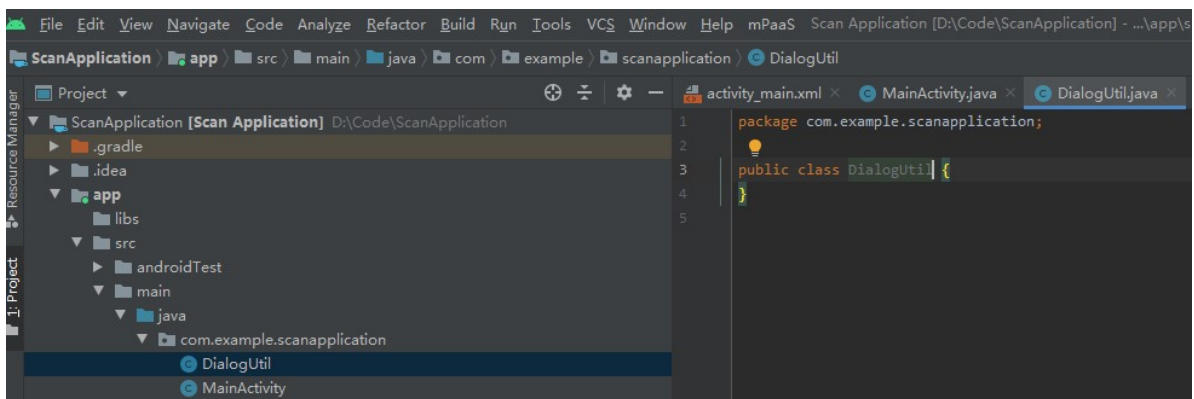 File Edit View Navigate Code Analyze Refactor Build Run Tools VCS Window Help mPaaS Scan Application [D:\Code\ScanApplication] - ...\app\s
ScanApplication app src main java com example scanapplication DialogUtil
Project
activity_main.xml MainActivity.java DialogUtil.java
Resource Manager
1: Project
ScanApplication [Scan Application] D:\Code\ScanApplication
.gradle
.idea
app
libs
src
androidTest
main
java
com.example.scanapplication
DialogUtil
MainActivity
1 package com.example.scanapplication;
2
3 public class DialogUtil {
4 }
5